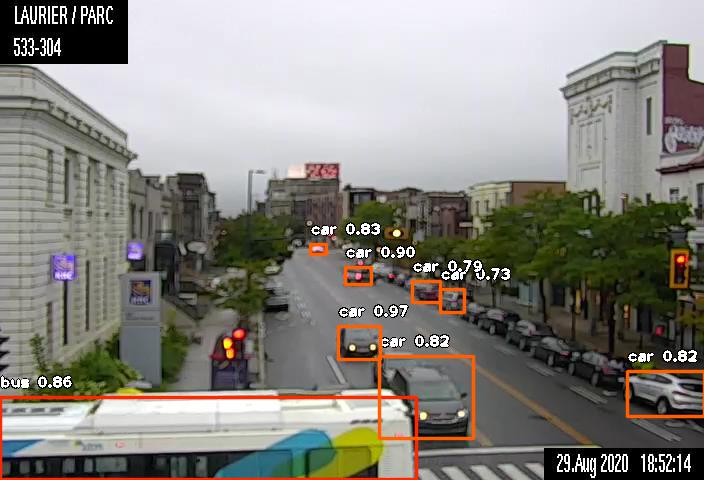 LAURIER / PARC
533-304
car 0.83
car 0.90
car 0.79
car 0.73
car 0.97
car 0.82
car 0.82
bus 0.86
RBC
29.Aug 2020 18:52:14